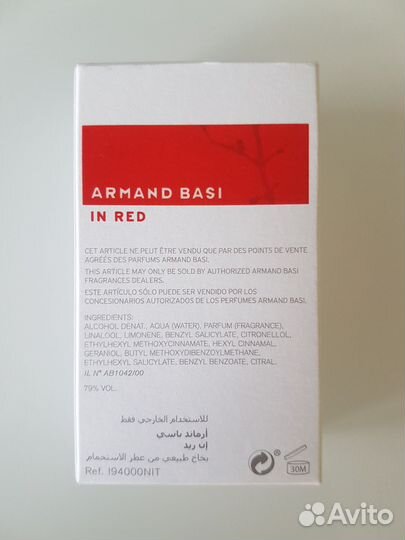 ARMAND BASI
IN RED
CET ARTICLE NE PEUT ÊTRE VENDU QUE PAR DES POINTS DE VENTE
AGRÉÉS DES PARFUMS ARMAND BASI.
THIS ARTICLE MAY ONLY BE SOLD BY AUTHORIZED ARMAND BASI
FRAGRANCES DEALERS.
ESTE ARTÍCULO SÓLO PUEDE SER VENDIDO POR LOS
CONCESIONARIOS AUTORIZADOS DE LOS PERFUMES ARMAND BASI.
INGREDIENTS:
ALCOHOL DENAT., AQUA (WATER), PARFUM (FRAGRANCE),
LINALOOL, LIMONENE, BENZYL SALICYLATE, CITRONELLOL,
ETHYLHEXYL METHOXYCINNAMATE, HEXYL CINNAMAL,
GERANIOL, BUTYL METHOXYDIBENZOYLMETHANE,
ETHYLHEXYL SALICYLATE, BENZYL BENZOATE, CITRAL.
IL N° AB1042/00
79% VOL.
للاستخدام الخارجي فقط
أرماند باسي
إن ريد
بخاخ طبيعي من عطر الاستحمام
Ref. I94000NIT
30M
Avito